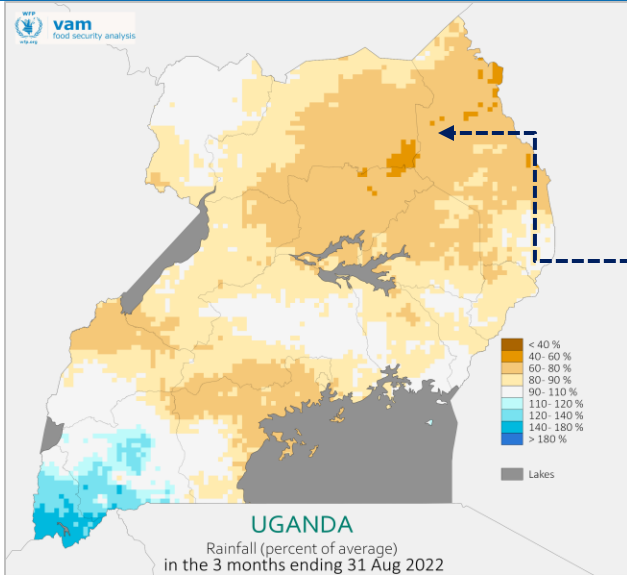 WFP
wfp.org
vam
food security analysis
< 40 %
40- 60 %
60- 80 %
80- 90 %
90- 110 %
110- 120 %
120- 140 %
140- 180 %
> 180 %
Lakes
UGANDA
Rainfall (percent of average)
in the 3 months ending 31 Aug 2022